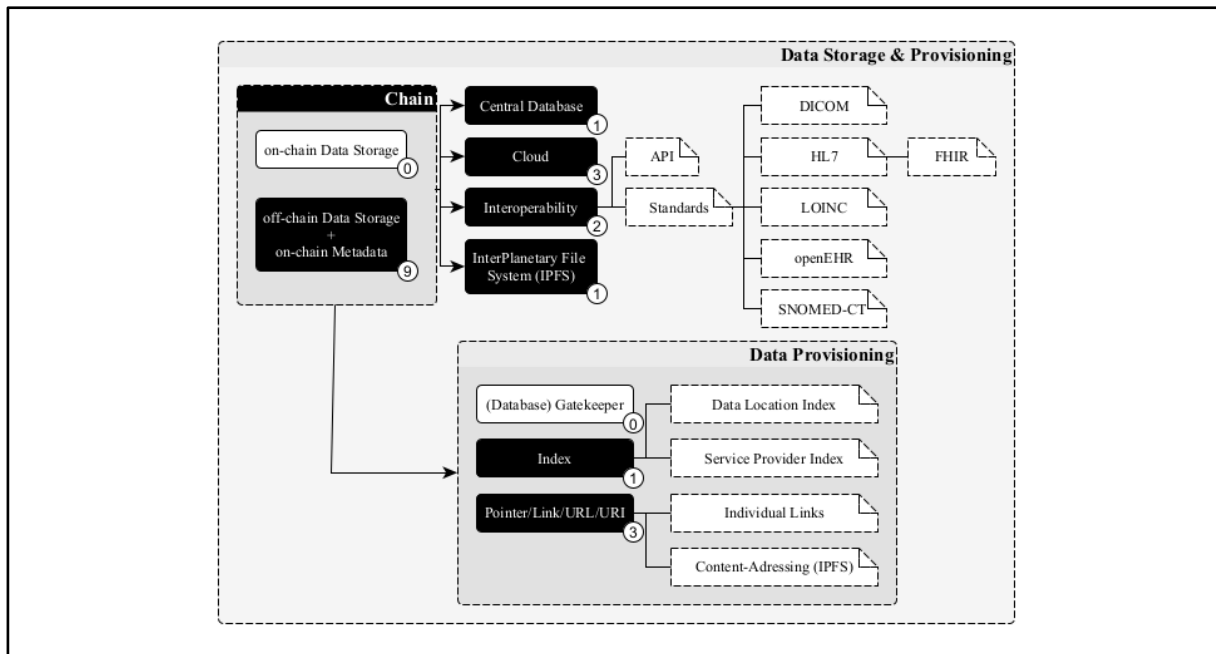 Data Storage & Provisioning
Chain
on-chain Data Storage
0
off-chain Data Storage
+
on-chain Metadata
9
Central Database
1
Cloud
3
Interoperability
2
InterPlanetary File
System (IPFS)
1
API
Standards
DICOM
HL7
FHIR
LOINC
openEHR
SNOMED-CT
Data Provisioning
(Database) Gatekeeper
0
Index
1
Pointer/Link/URL/URI
3
Data Location Index
Service Provider Index
Individual Links
Content-Adressing (IPFS)